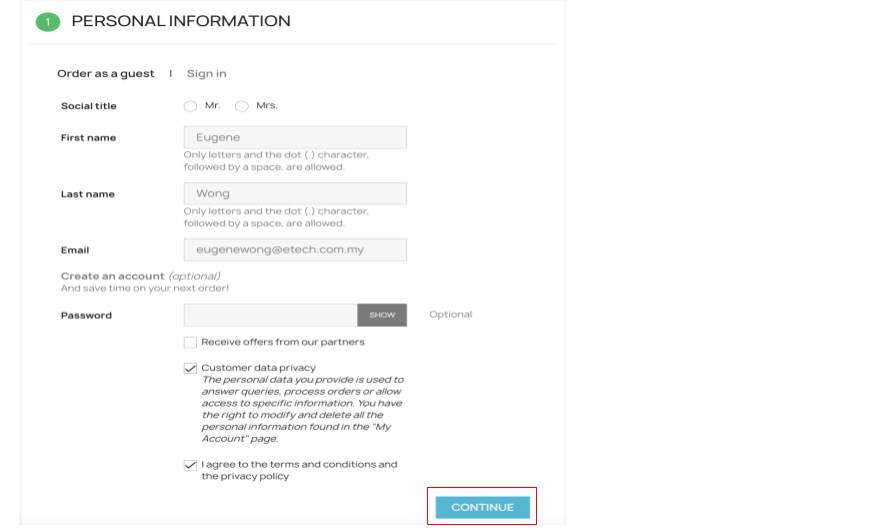 1 PERSONAL INFORMATION
Order as a guest | Sign in
Social title Mr. Mrs.
First name Eugene
Only letters and the dot (.) character,
followed by a space, are allowed.
Last name Wong
Only letters and the dot (.) character,
followed by a space, are allowed.
Email eugenewong@etech.com.my
Create an account (optional)
And save time on your next order!
Password SHOW Optional
Receive offers from our partners
Customer data privacy
The personal data you provide is used to
answer queries, process orders or allow
access to specific information. You have
the right to modify and delete all the
personal information found in the "My
Account" page.
I agree to the terms and conditions and
the privacy policy
CONTINUE